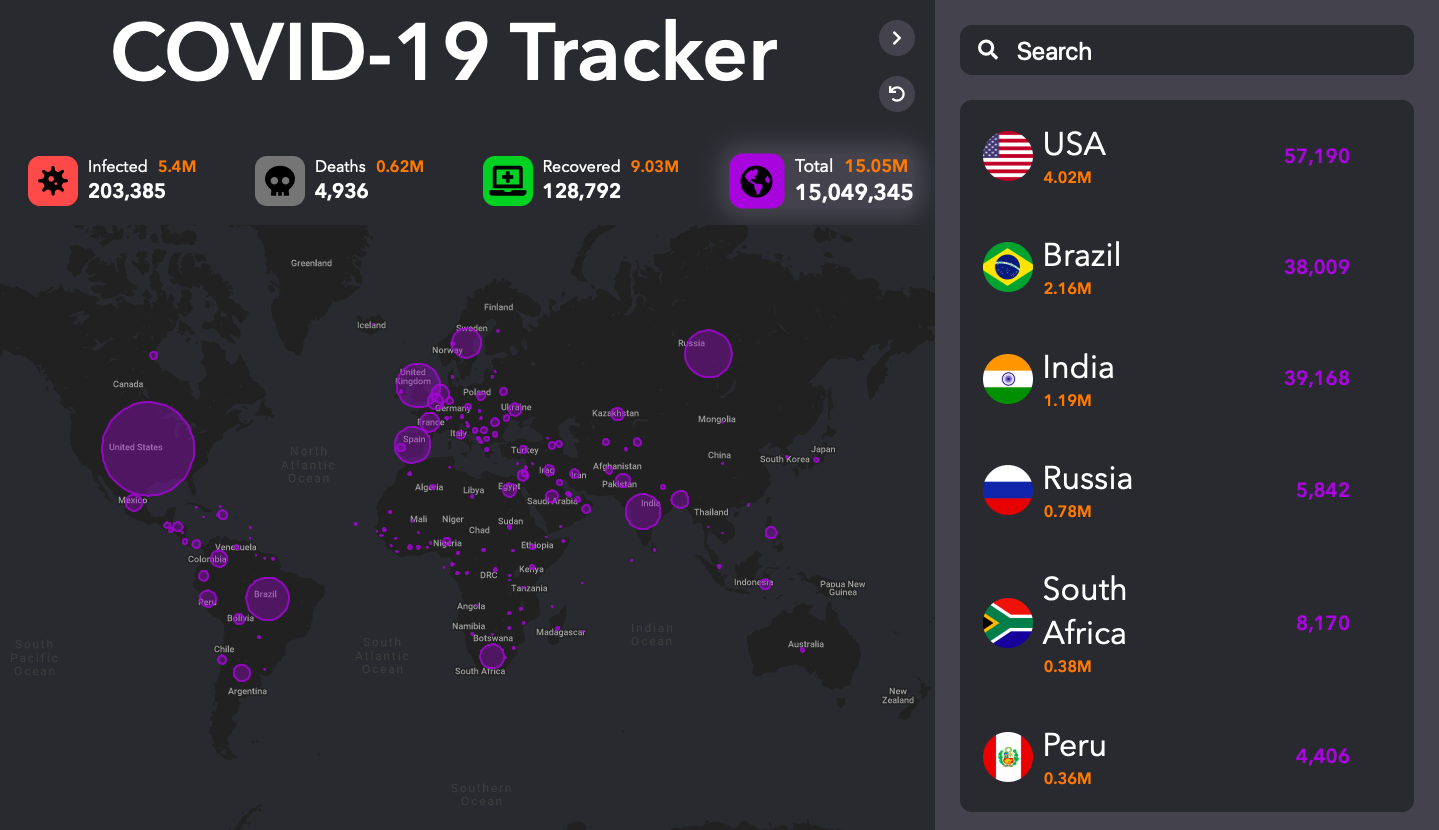 COVID-19 Tracker
Infected 5.4M
203,385
Deaths 0.62M
4,936
Recovered 9.03M
128,792
Total 15.05M
15,049,345
Greenland
Iceland
Finland
Sweden
Norway
Russia
Canada
United
Kingdom
Poland
Germany
Ukraine
Kazakhstan
Mongolia
France
Italy
Spain
United States
North
Atlantic
Ocean
Turkey
China
South Korea
Japan
Afghanistan
Iraq
Iran
Pakistan
Mexico
Algeria
Libya
Egypt
Saudi Arabia
India
Thailand
Mali
Niger
Chad
Sudan
Venezuela
Colombia
Nigeria
Ethiopia
DRC
Kenya
Tanzania
Indonesia
Papua New
Guinea
Peru
Brazil
Angola
Bolivia
Namibia
Botswana
Madagascar
Indian
Ocean
Australia
South
Pacific
Ocean
Chile
South
Atlantic
Ocean
South Africa
Argentina
New
Zealand
Southern
Ocean
Search
USA
4.02M
57,190
Brazil
2.16M
38,009
India
1.19M
39,168
Russia
0.78M
5,842
South
Africa
0.38M
8,170
Peru
0.36M
4,406